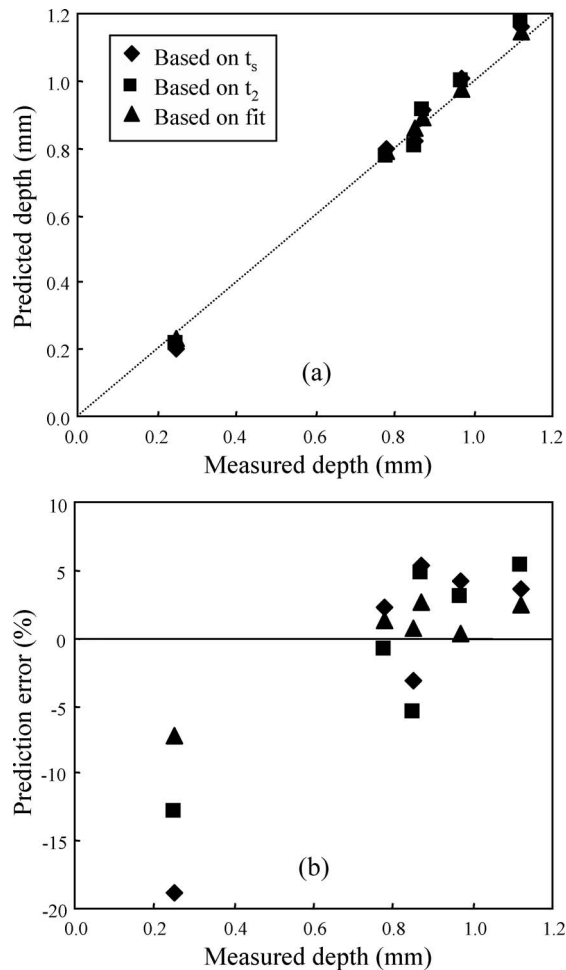 1.2
1.0
0.8
0.6
0.4
0.2
0.0
Predicted depth (mm)
Based on tₛ
Based on t₂
Based on fit
(a)
0.0 0.2 0.4 0.6 0.8 1.0 1.2
Measured depth (mm)
10
5
0
-5
-10
-15
-20
Prediction error (%)
(b)
0.0 0.2 0.4 0.6 0.8 1.0 1.2
Measured depth (mm)